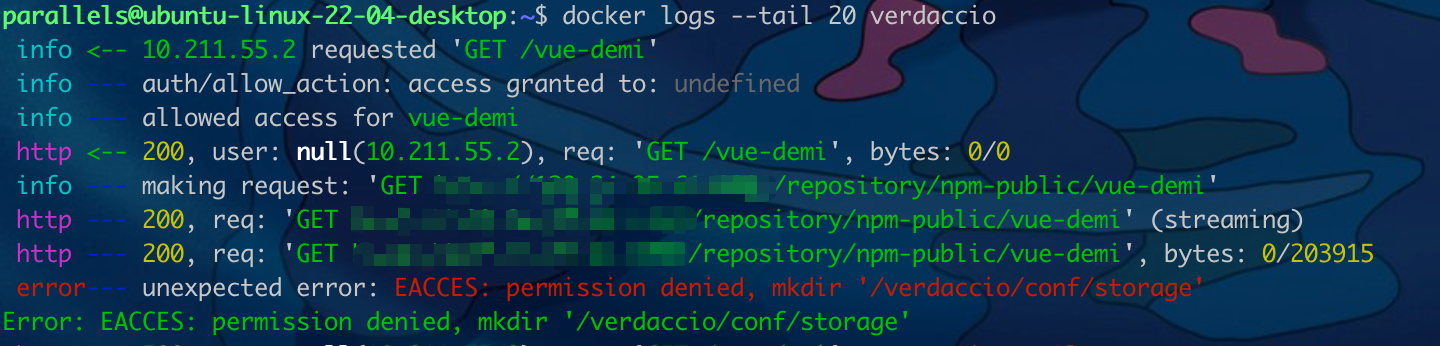 parallels@ubuntu-linux-22-04-desktop:~$ docker logs --tail 20 verdaccio
info <-- 10.211.55.2 requested 'GET /vue-demi'
info --- auth/allow_action: access granted to: undefined
info --- allowed access for vue-demi
http <-- 200, user: null(10.211.55.2), req: 'GET /vue-demi', bytes: 0/0
info --- making request: 'GET /repository/npm-public/vue-demi'
http --- 200, req: 'GET /repository/npm-public/vue-demi' (streaming)
http --- 200, req: 'GET /repository/npm-public/vue-demi', bytes: 0/203915
error--- unexpected error: EACCES: permission denied, mkdir '/verdaccio/conf/storage'
Error: EACCES: permission denied, mkdir '/verdaccio/conf/storage'